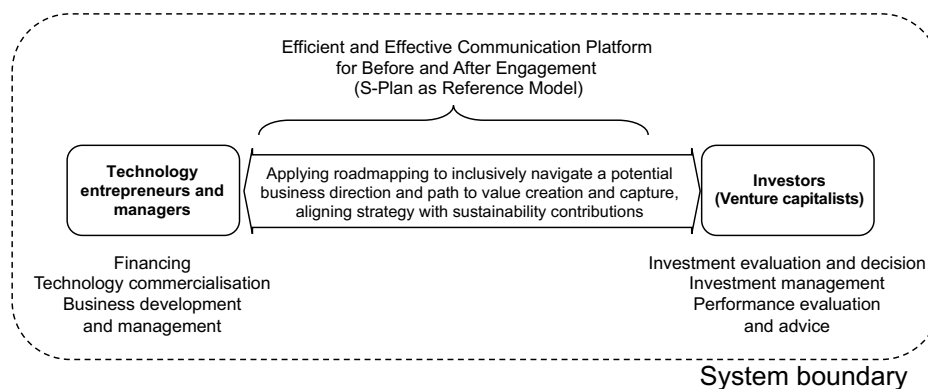 Efficient and Effective Communication Platform
for Before and After Engagement
(S-Plan as Reference Model)
Technology
entrepreneurs and
managers
Applying roadmapping to inclusively navigate a potential
business direction and path to value creation and capture,
aligning strategy with sustainability contributions
Investors
(Venture capitalists)
Financing
Technology commercialisation
Business development
and management
Investment evaluation and decision
Investment management
Performance evaluation
and advice
System boundary